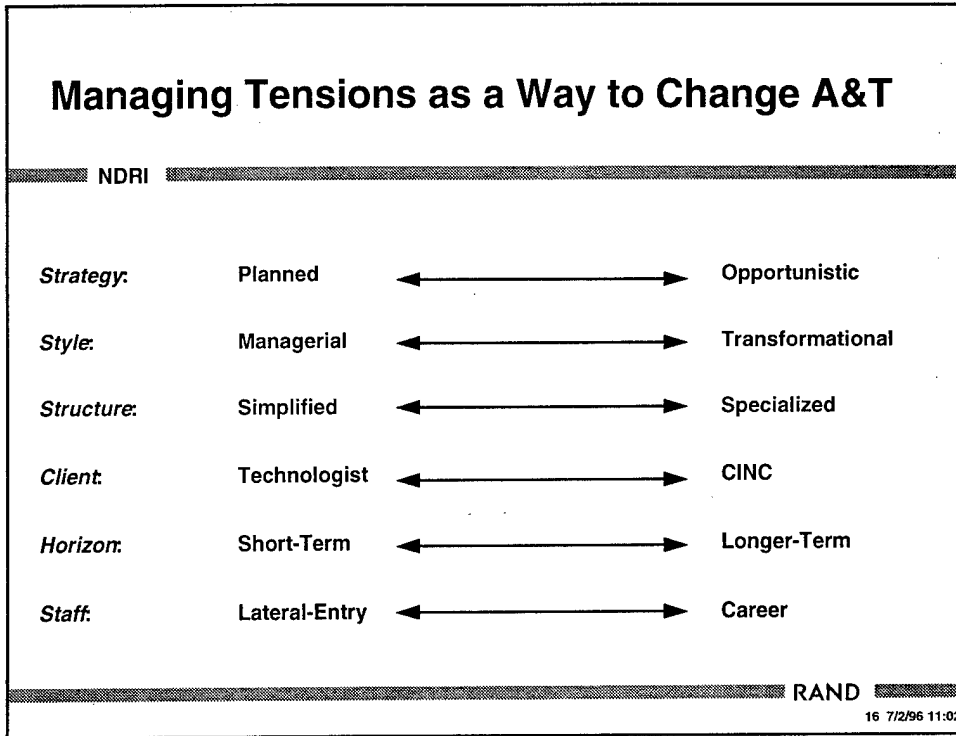 Managing Tensions as a Way to Change A&T
NDRI
Strategy: Planned Opportunistic
Style: Managerial Transformational
Structure: Simplified Specialized
Client: Technologist CINC
Horizon: Short-Term Longer-Term
Staff: Lateral-Entry Career
RAND
16 7/2/96 11:02